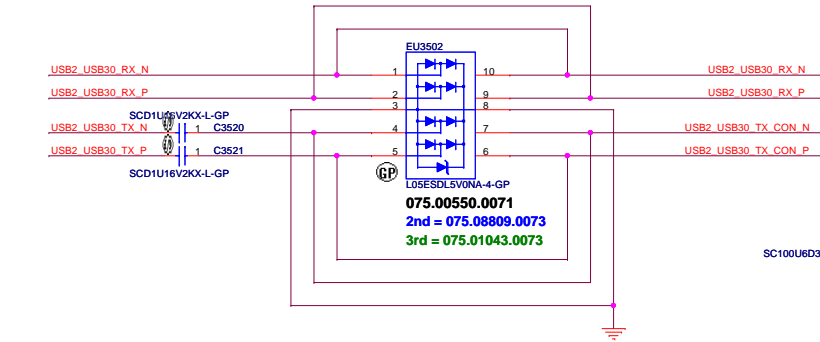 EU3502
USB2_USB30_RX_N 1 10 USB2_USB30_RX_N
USB2_USB30_RX_P 2 9 USB2_USB30_RX_P
3 8
SCD1U16V2KX-L-GP
USB2_USB30_TX_N 1 C3520 4 7 USB2_USB30_TX_CON_N
USB2_USB30_TX_P 1 C3521 5 6 USB2_USB30_TX_CON_P
SCD1U16V2KX-L-GP
GP
L05ESDL5V0NA-4-GP
075.00550.0071
2nd = 075.08809.0073
3rd = 075.01043.0073
SC100U6D3